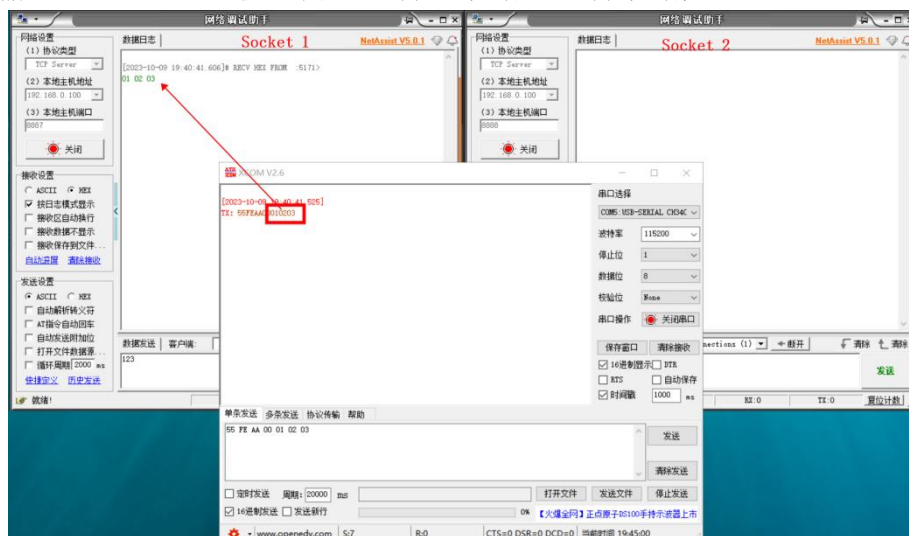 网络调试助手
网络设置
(1) 协议类型
TCP Server
(2) 本地主机地址
192.168.0.100
(3) 本地主机端口
8887
关闭
接收设置
ASCII HEX
按日志模式显示
接收区自动换行
接收数据不显示
接收保存到文件...
自动滚屏 清除接收
发送设置
ASCII HEX
自动解析转义符
AT指令自动回车
自动发送附加位
打开文件数据源...
循环周期 2000 ms
快捷定义 历史发送
就绪!
数据日志
Socket 1
NetAssist V5.0.1
[2023-10-09 19:40:41.606]# RECV HEX FROM :5171>
01 02 03
数据发送 客户端:
123
网络调试助手
网络设置
(1) 协议类型
TCP Server
(2) 本地主机地址
192.168.0.100
(3) 本地主机端口
8888
关闭
数据日志
Socket 2
NetAssist V5.0.1
nections (1) 断开 清除 清除
发送
RX:0 TX:0 复位计数
XCOM V2.6
[2023-10-09 19:40:41.525]
TX: 55FEAA00010203
串口选择
COM5:USB-SERIAL CH34C
波特率 115200
停止位 1
数据位 8
校验位 None
串口操作 关闭串口
保存窗口 清除接收
16进制显示 DTR
RTS 自动保存
时间戳 1000 ms
单条发送 多条发送 协议传输 帮助
55 FE AA 00 01 02 03
发送
清除发送
定时发送 周期: 20000 ms 打开文件 发送文件 停止发送
16进制发送 发送新行 0% 【火爆全网】正点原子DS100手持示波器上市
www.openedv.com S:7 R:0 CTS=0 DSR=0 DCD=0 当前时间 19:45:00